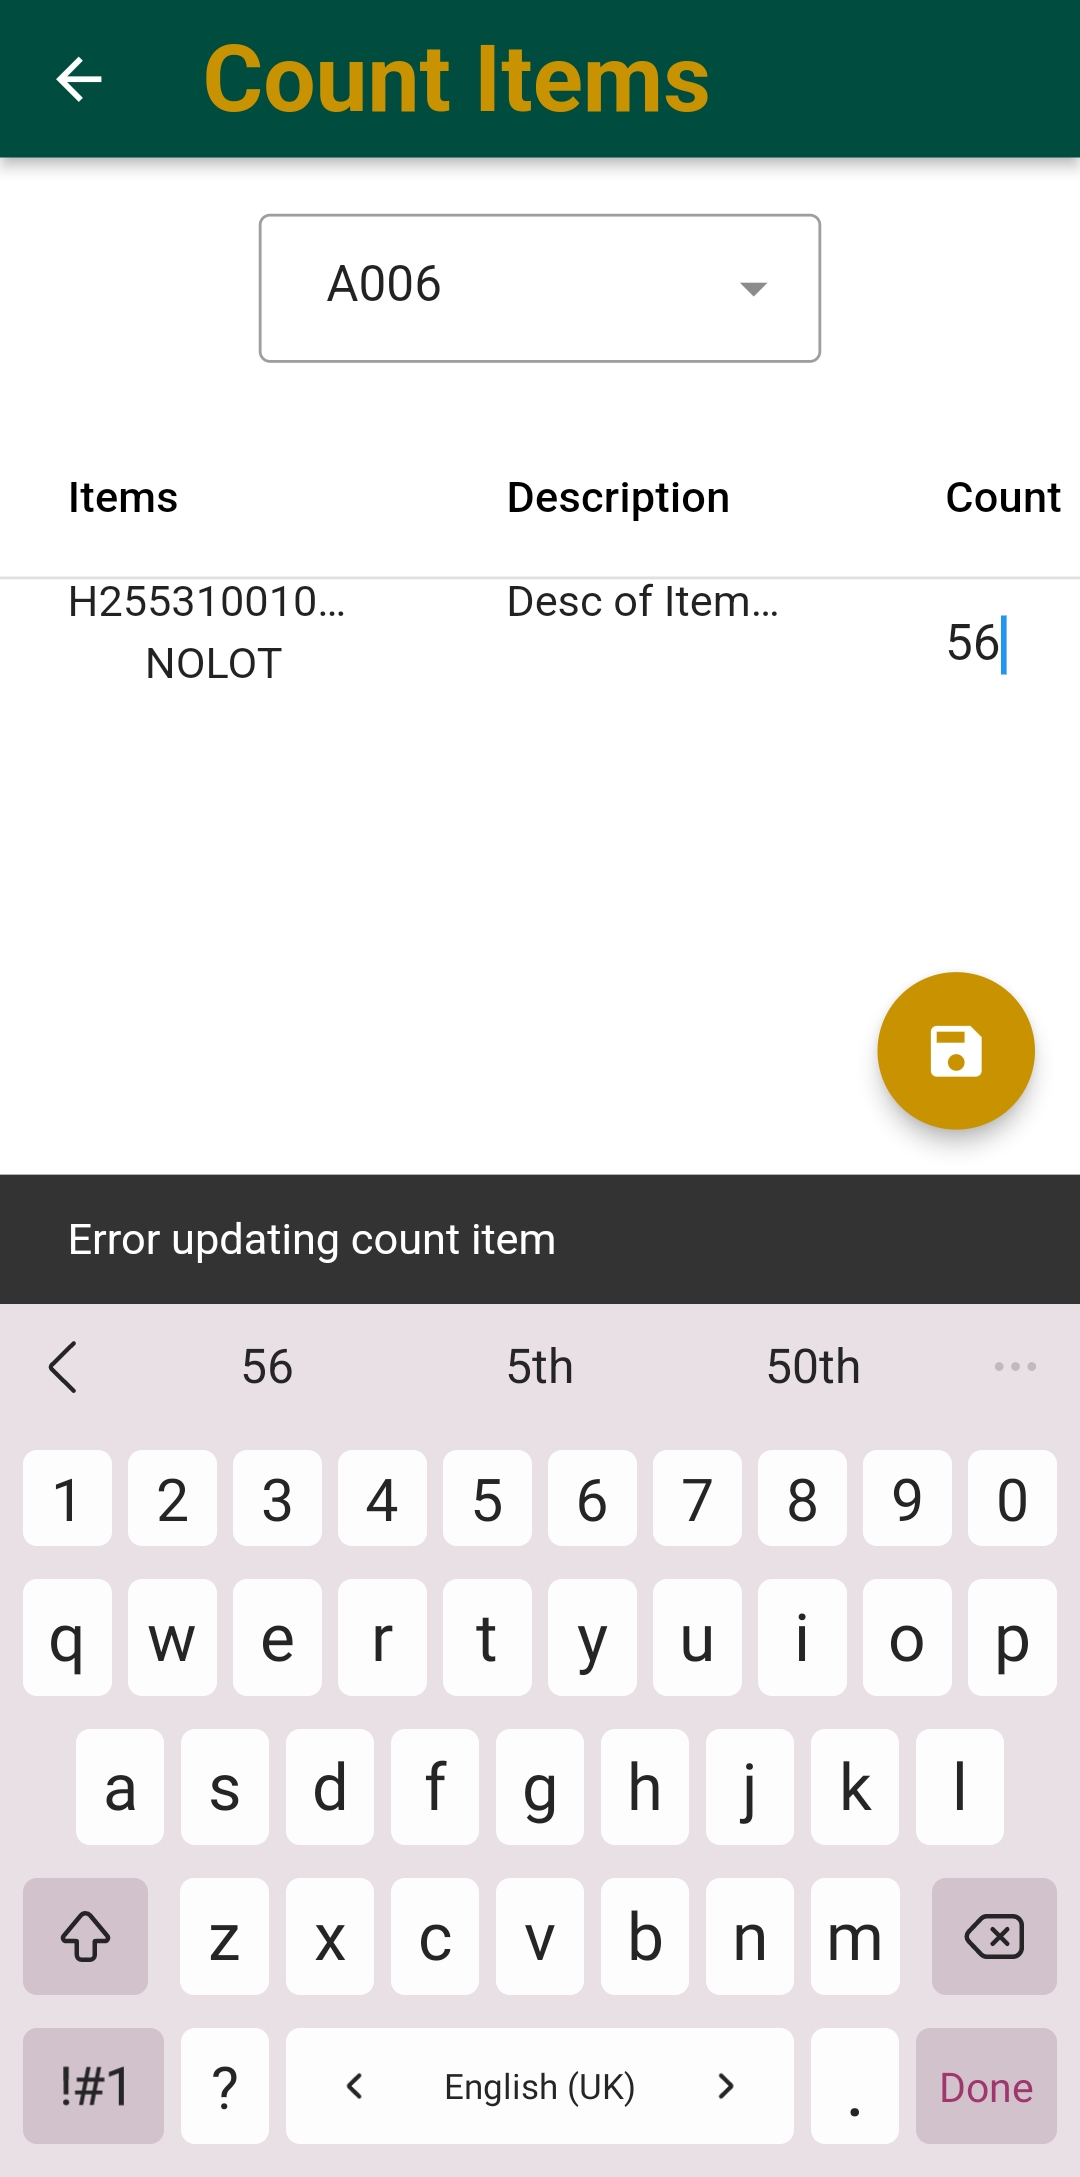 Count Items
A006
Items Description Count
H255310010... Desc of Item...
NOLOT
56
Error updating count item
56 5th 50th
1 2 3 4 5 6 7 8 9 0
q w e r t y u i o p
a s d f g h j k l
z x c v b n m
!#1 ? English (UK) . Done